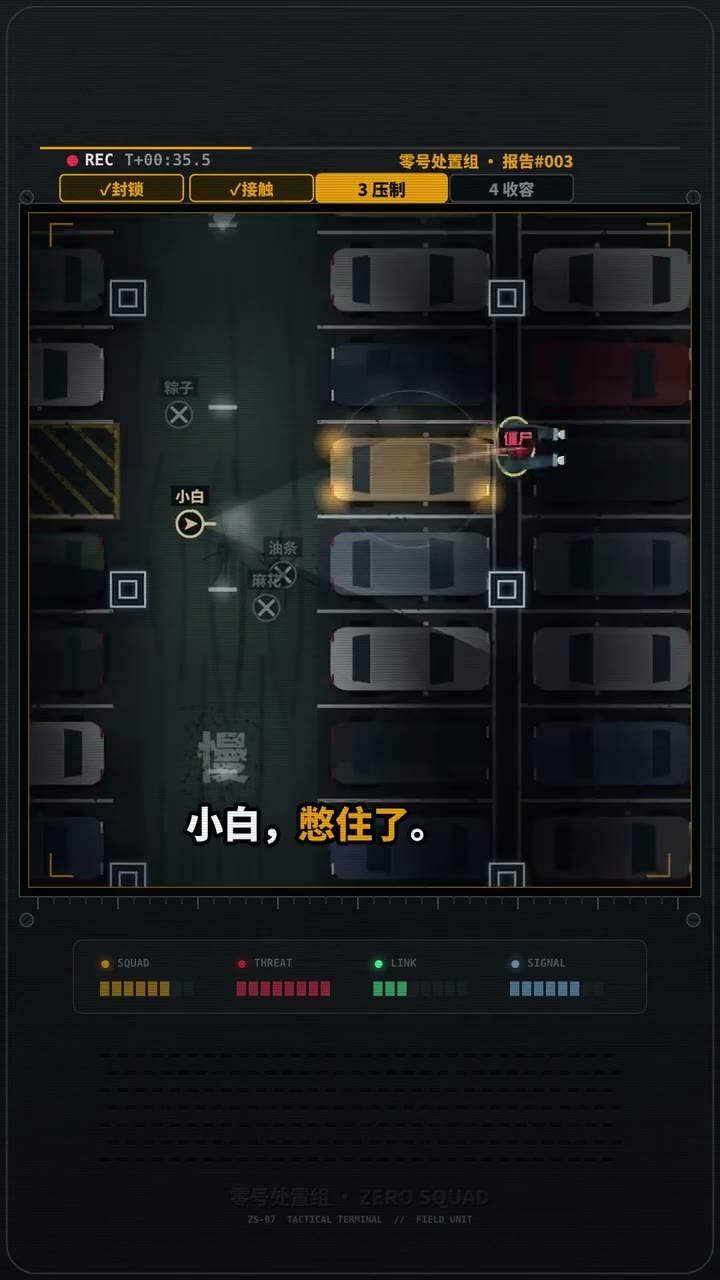 REC T+00:35.5
零号处置组 · 报告#003
✓封锁
✓接触
3 压制
4 收容
粽子
僵尸
小白
油条
麻花
慢
小白，憋住了。
SQUAD
THREAT
LINK
SIGNAL
零号处置组 · ZERO SQUAD
ZS-07 TACTICAL TERMINAL // FIELD UNIT